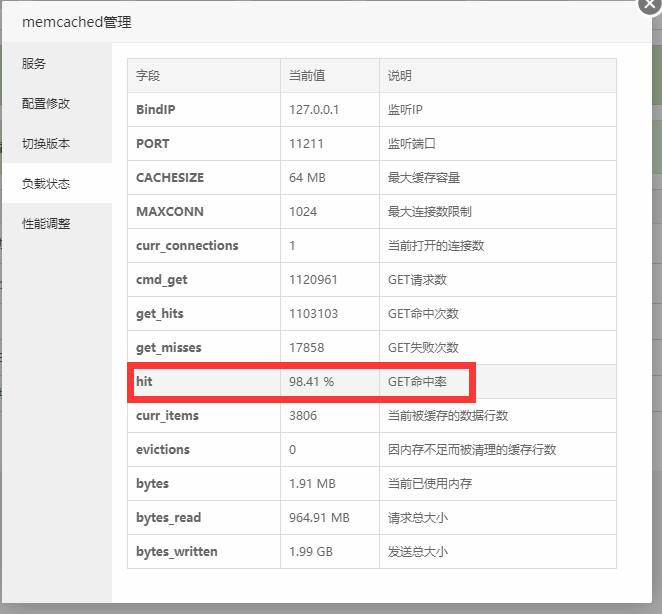 memcached管理
服务
配置修改
切换版本
负载状态
性能调整
字段 当前值 说明
BindIP 127.0.0.1 监听IP
PORT 11211 监听端口
CACHESIZE 64 MB 最大缓存容量
MAXCONN 1024 最大连接数限制
curr_connections 1 当前打开的连接数
cmd_get 1120961 GET请求数
get_hits 1103103 GET命中次数
get_misses 17858 GET失败次数
hit 98.41 % GET命中率
curr_items 3806 当前被缓存的数据行数
evictions 0 因内存不足而被清理的缓存行数
bytes 1.91 MB 当前已使用内存
bytes_read 964.91 MB 请求总大小
bytes_written 1.99 GB 发送总大小